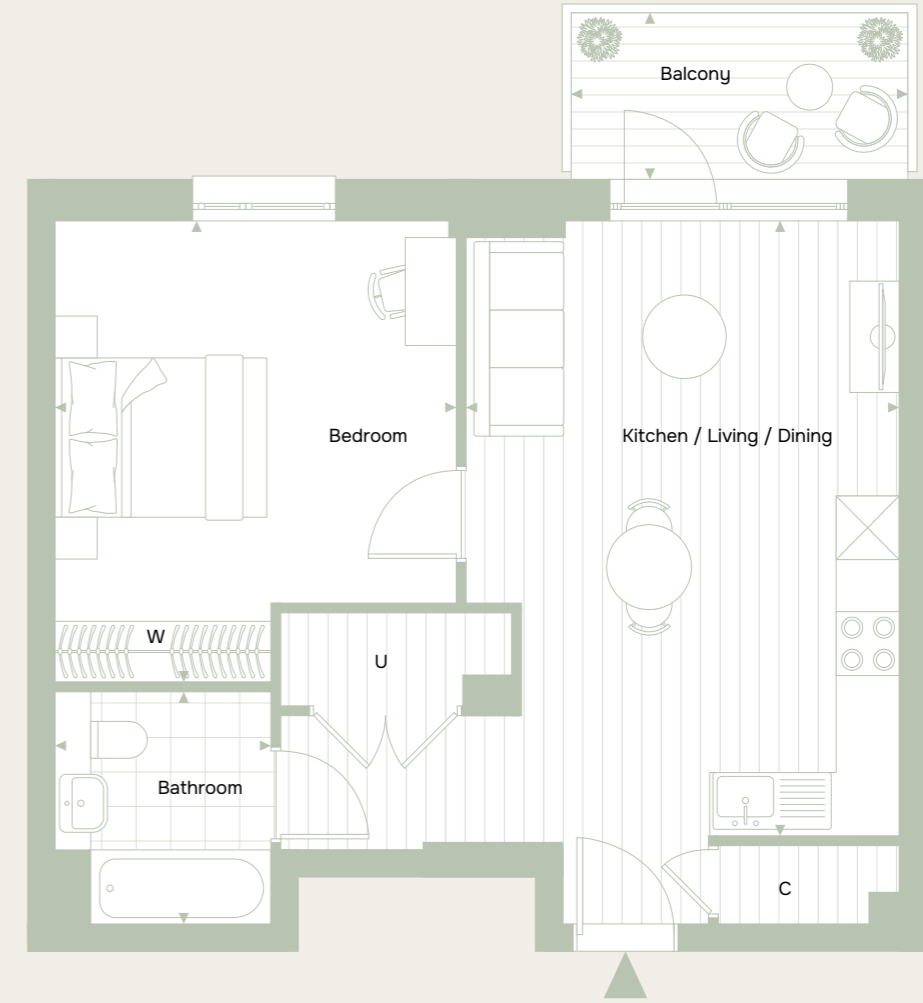 Balcony
Bedroom
Kitchen / Living / Dining
W
U
Bathroom
C